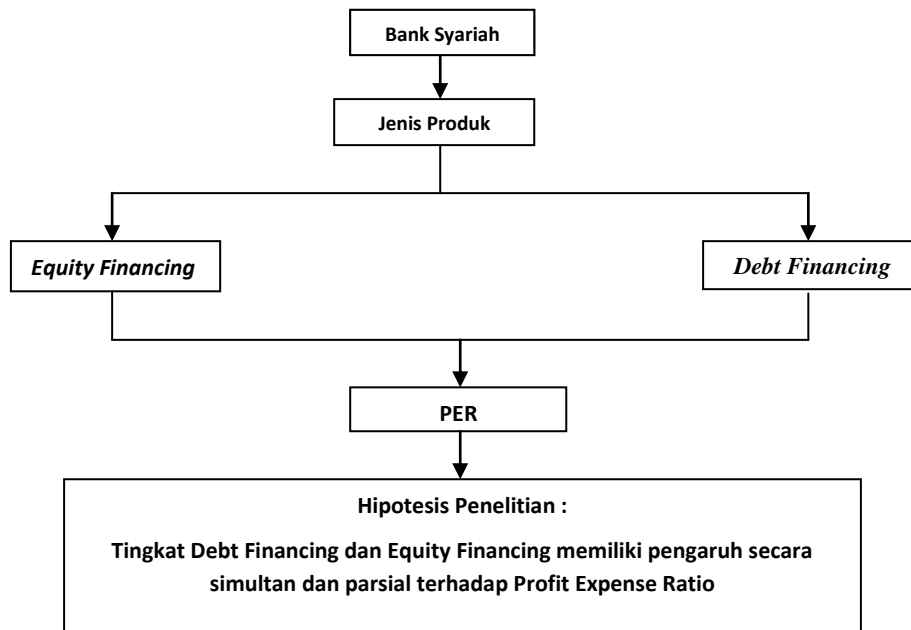 Bank Syariah
Jenis Produk
Equity Financing
Debt Financing
PER
Hipotesis Penelitian :
Tingkat Debt Financing dan Equity Financing memiliki pengaruh secara
simultan dan parsial terhadap Profit Expense Ratio